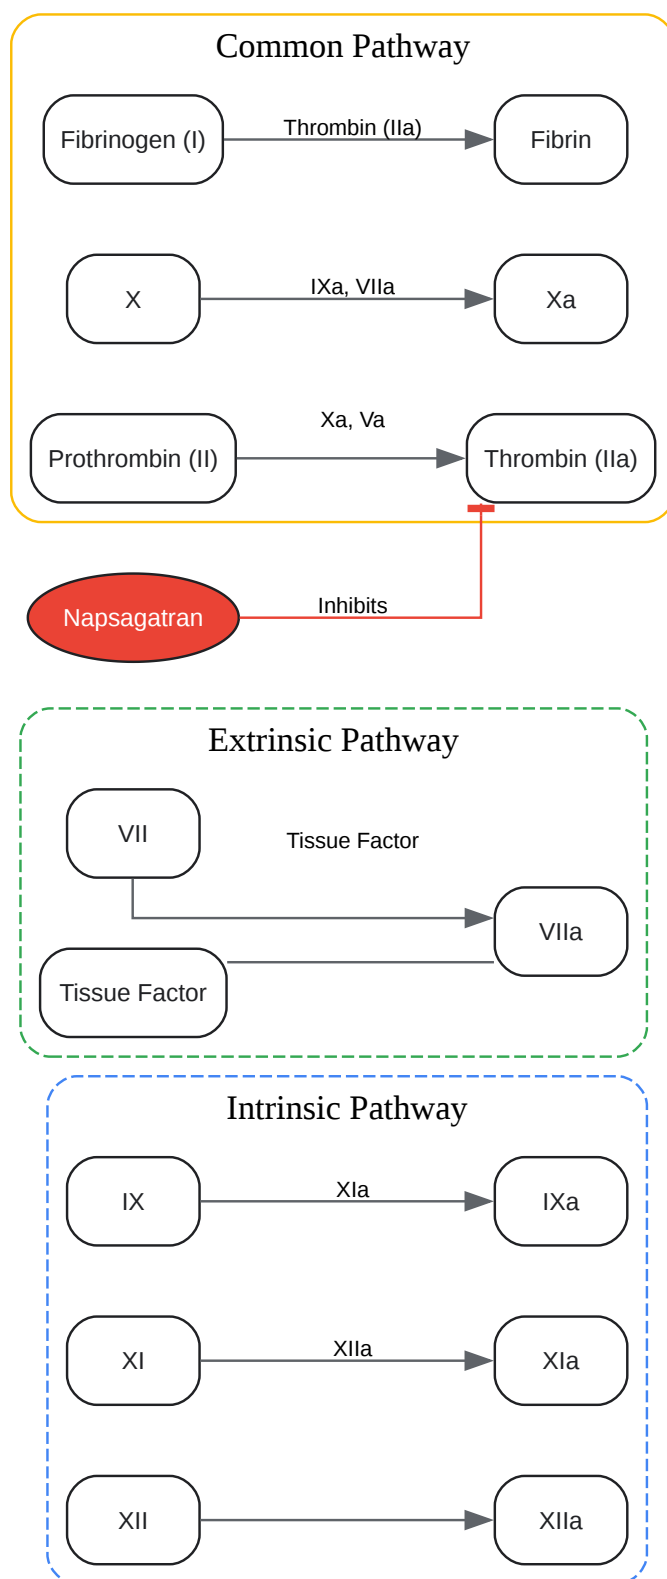 Common Pathway
Fibrinogen (I)
Thrombin (IIa)
Fibrin
X
IXa, VIIa
Xa
Prothrombin (II)
Xa, Va
Thrombin (IIa)
Napsagatran
Inhibits
Extrinsic Pathway
VII
Tissue Factor
VIIa
Tissue Factor
Intrinsic Pathway
IX
XIa
IXa
XI
XIIa
XIa
XII
XIIa